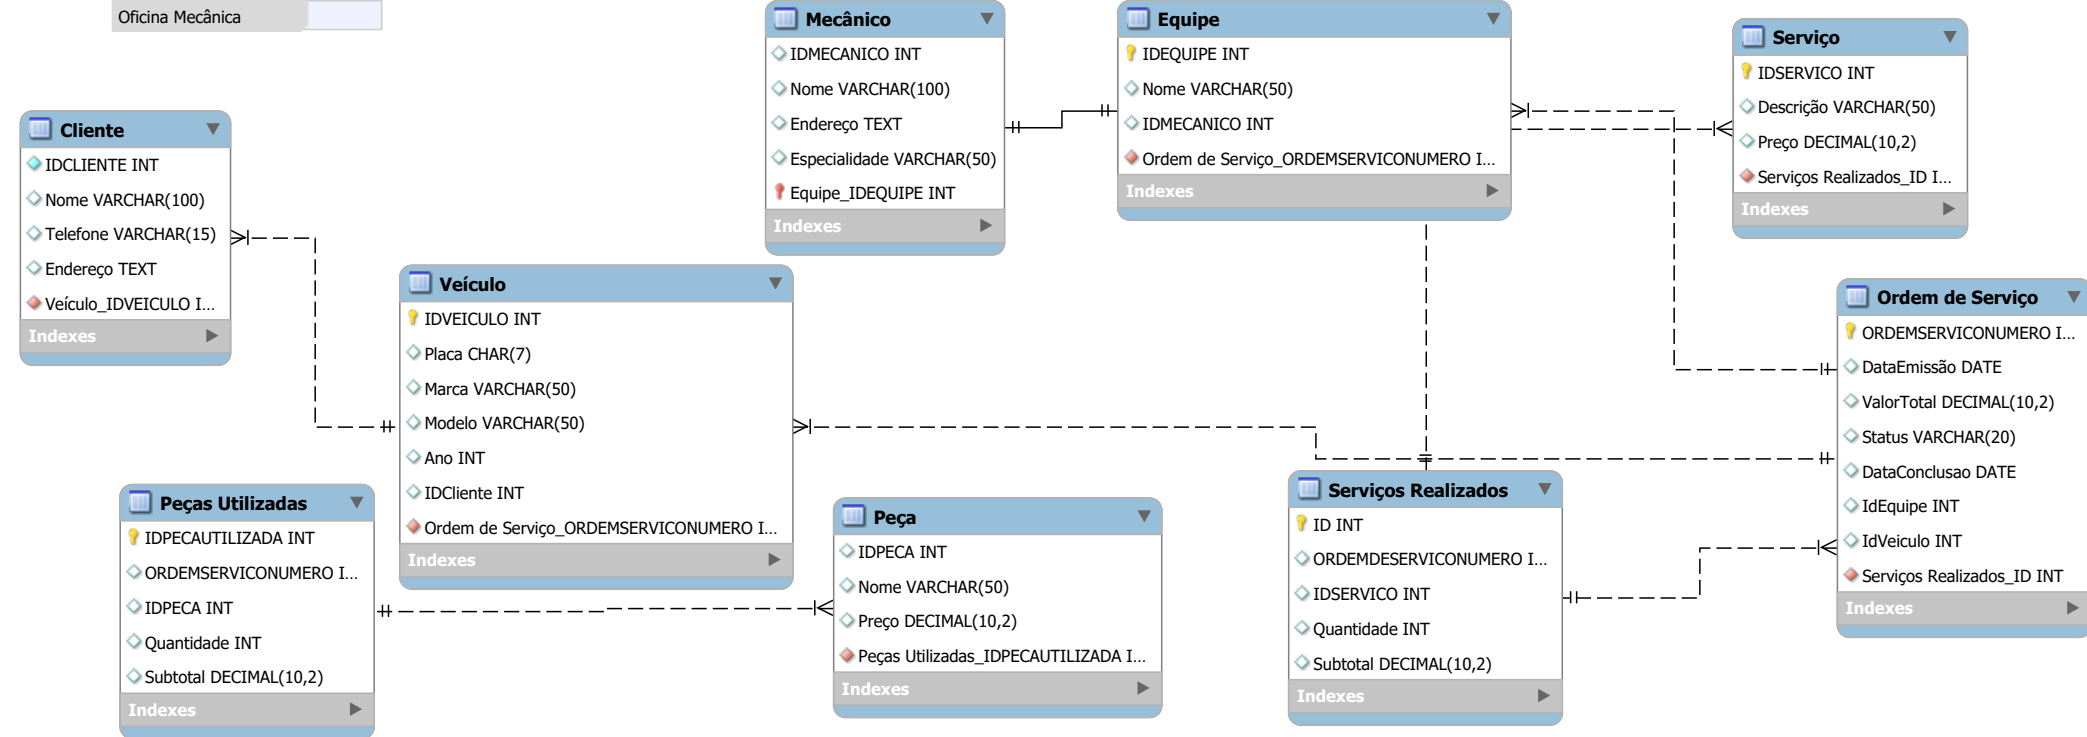 Oficina Mecânica
Mecânico
IDMECANICO INT
Nome VARCHAR(100)
Endereço TEXT
Especialidade VARCHAR(50)
Equipe_IDEQUIPE INT
Indexes
Equipe
IDEQUIPE INT
Nome VARCHAR(50)
IDMECANICO INT
Ordem de Serviço_ORDEMSERVICONUMERO I...
Indexes
Serviço
IDSERVICO INT
Descrição VARCHAR(50)
Preço DECIMAL(10,2)
Serviços Realizados_ID I...
Indexes
Cliente
IDCLIENTE INT
Nome VARCHAR(100)
Telefone VARCHAR(15)
Endereço TEXT
Veículo_IDVEICULO I...
Indexes
Veículo
IDVEICULO INT
Placa CHAR(7)
Marca VARCHAR(50)
Modelo VARCHAR(50)
Ano INT
IDCliente INT
Ordem de Serviço_ORDEMSERVICONUMERO I...
Indexes
Ordem de Serviço
ORDEMSERVICONUMERO I...
DataEmissão DATE
ValorTotal DECIMAL(10,2)
Status VARCHAR(20)
DataConclusao DATE
IdEquipe INT
IdVeiculo INT
Serviços Realizados_ID INT
Indexes
Peças Utilizadas
IDPECAUTILIZADA INT
ORDEMSERVICONUMERO I...
IDPECA INT
Quantidade INT
Subtotal DECIMAL(10,2)
Indexes
Peça
IDPECA INT
Nome VARCHAR(50)
Preço DECIMAL(10,2)
Peças Utilizadas_IDPECAUTILIZADA I...
Indexes
Serviços Realizados
ID INT
ORDEMDESERVICONUMERO I...
IDSERVICO INT
Quantidade INT
Subtotal DECIMAL(10,2)
Indexes